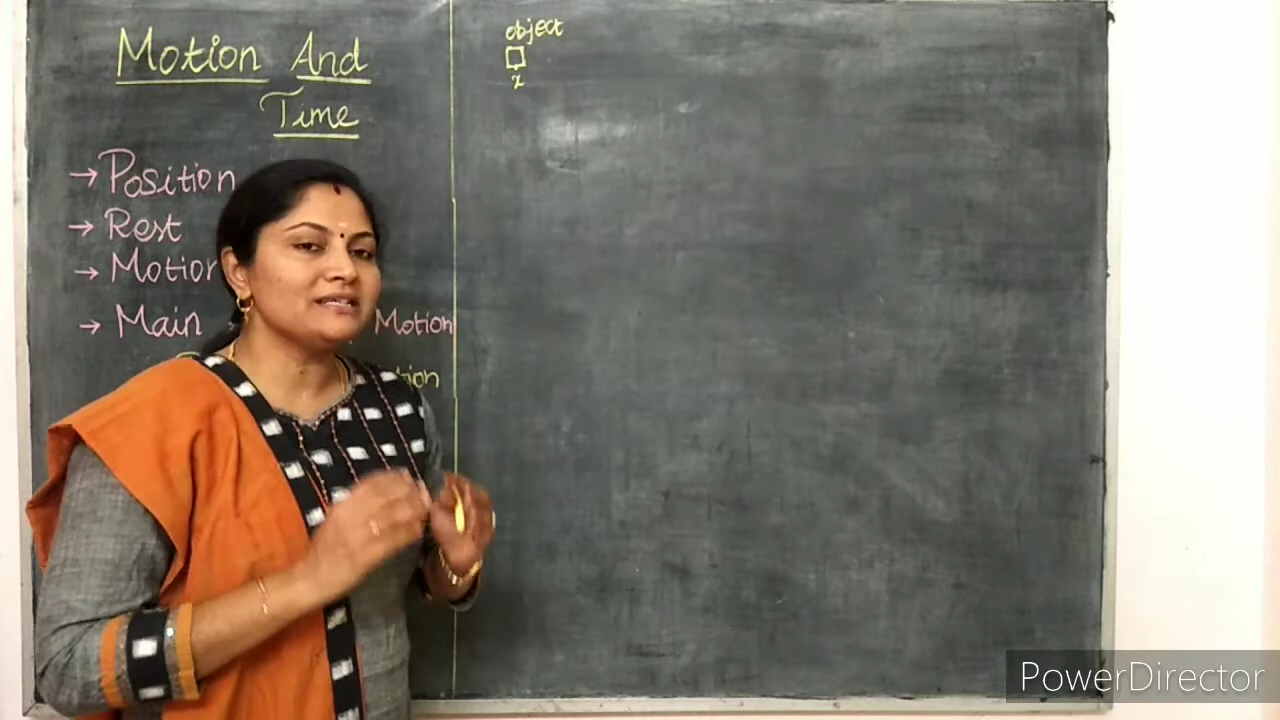 Motion And
Time
→ Position
→ Rest
→ Motion
→ Main Motion
object
x
PowerDirector